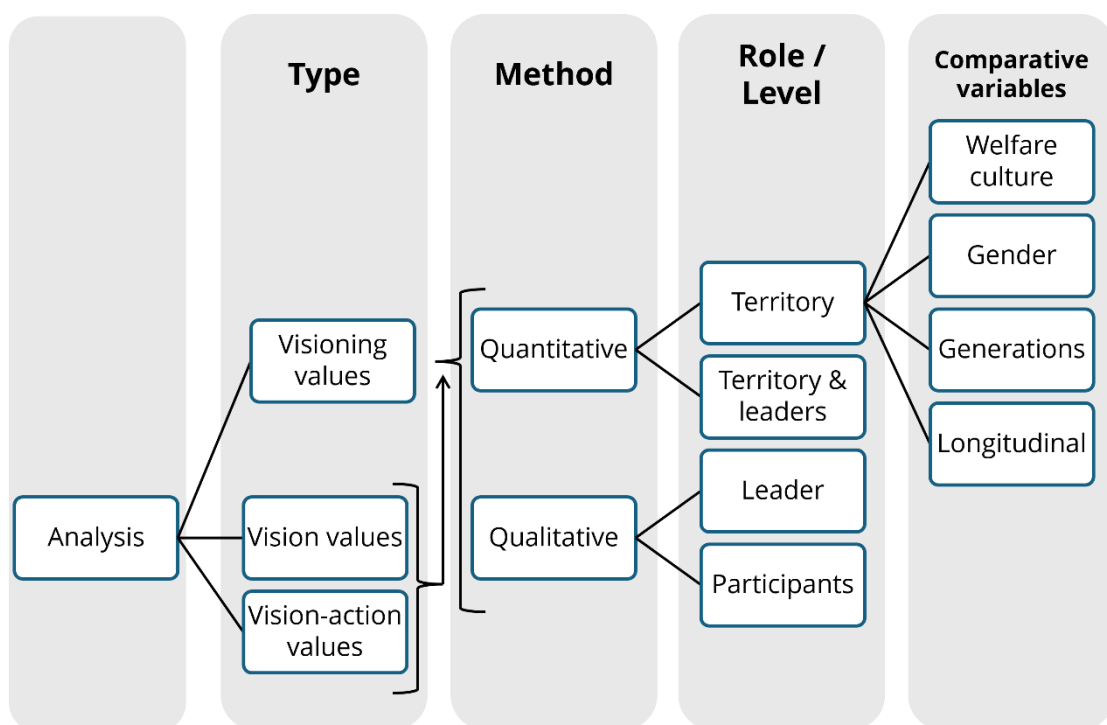 Type
Method
Role /
Level
Comparative
variables
Analysis
Visioning
values
Vision values
Vision-action
values
Quantitative
Qualitative
Territory
Territory &
leaders
Leader
Participants
Welfare
culture
Gender
Generations
Longitudinal